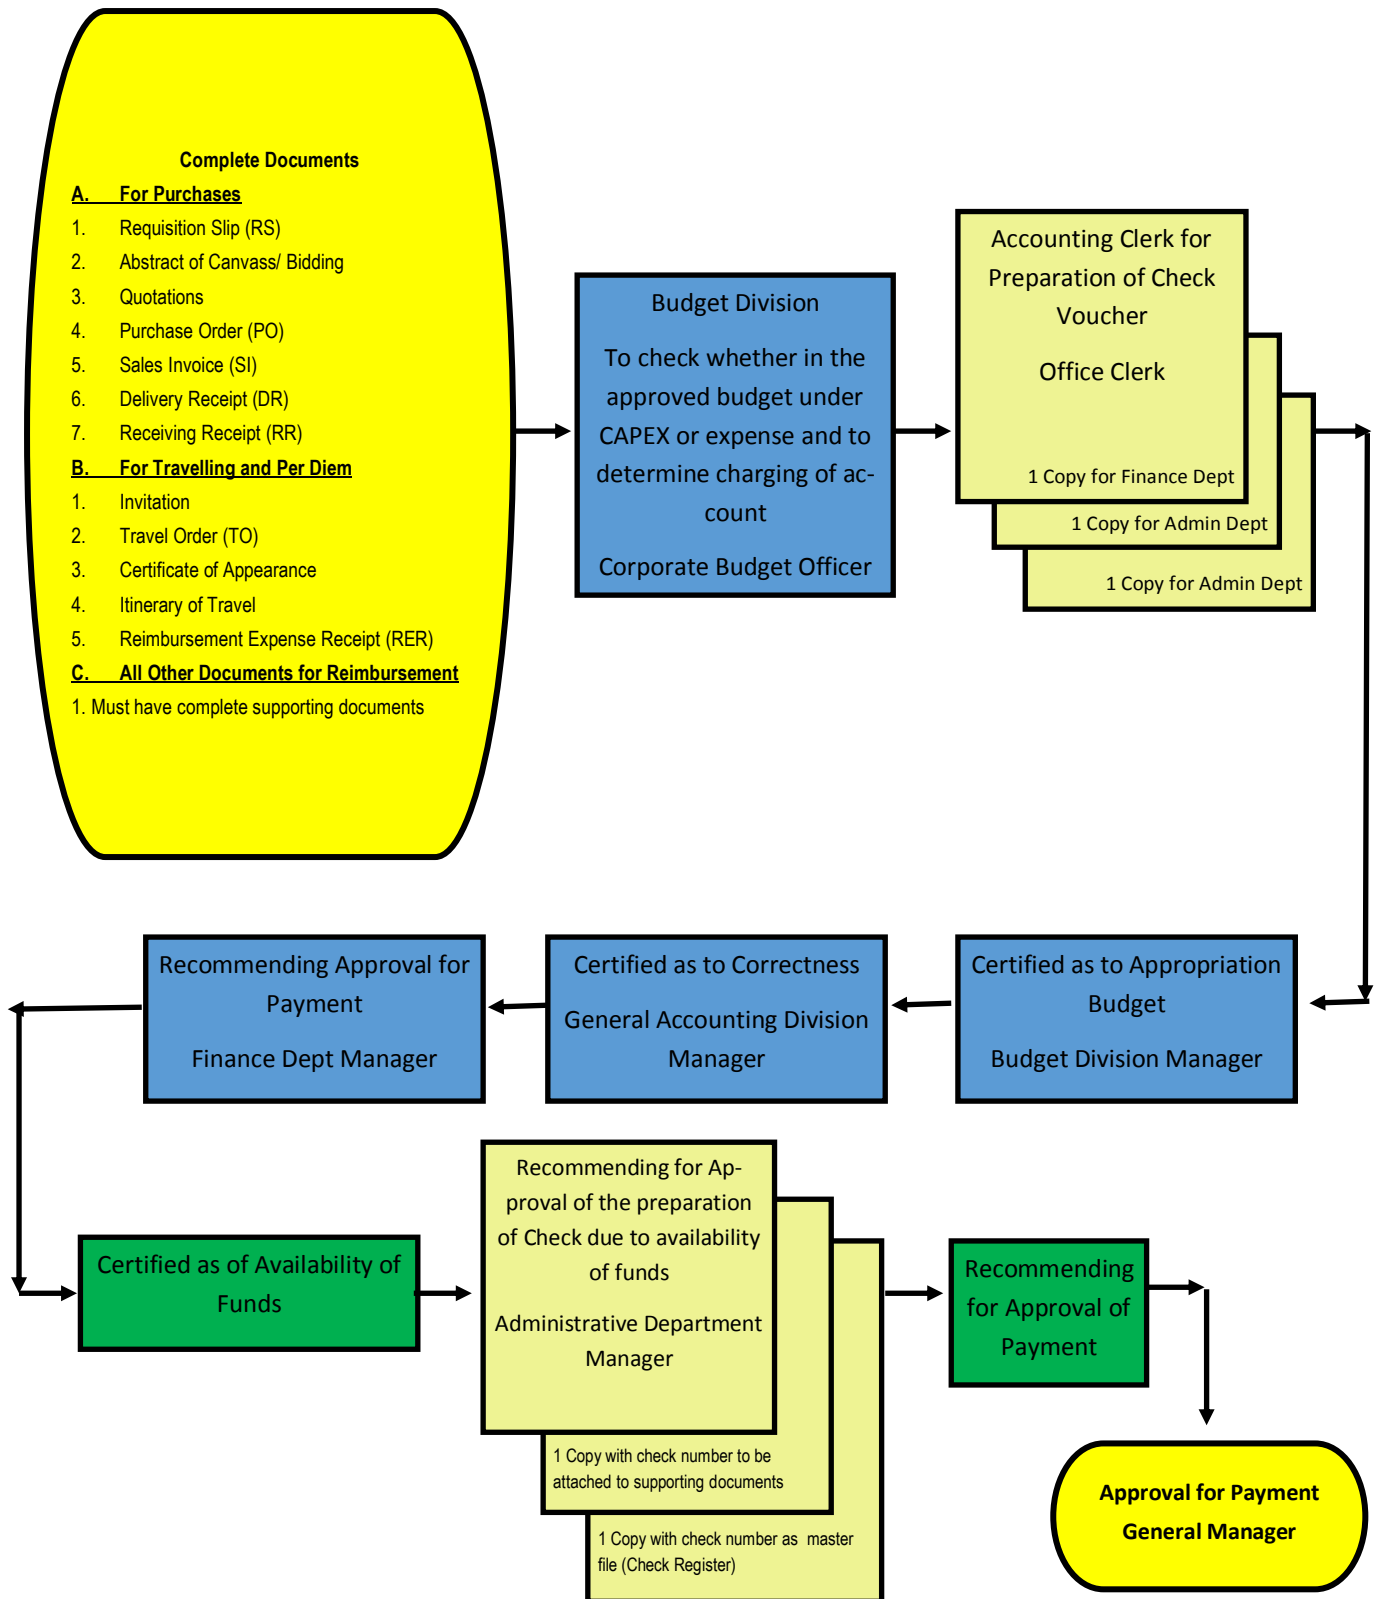 Complete Documents
A. For Purchases
1. Requisition Slip (RS)
2. Abstract of Canvass/ Bidding
3. Quotations
4. Purchase Order (PO)
5. Sales Invoice (SI)
6. Delivery Receipt (DR)
7. Receiving Receipt (RR)
B. For Travelling and Per Diem
1. Invitation
2. Travel Order (TO)
3. Certificate of Appearance
4. Itinerary of Travel
5. Reimbursement Expense Receipt (RER)
C. All Other Documents for Reimbursement
1. Must have complete supporting documents
Budget Division
To check whether in the
approved budget under
CAPEX or expense and to
determine charging of ac-
count
Corporate Budget Officer
Accounting Clerk for
Preparation of Check
Voucher
Office Clerk
1 Copy for Finance Dept
1 Copy for Admin Dept
1 Copy for Admin Dept
Certified as to Appropriation
Budget
Budget Division Manager
Certified as to Correctness
General Accounting Division
Manager
Recommending Approval for
Payment
Finance Dept Manager
Certified as of Availability of
Funds
Recommending for Ap-
proval of the preparation
of Check due to availability
of funds
Administrative Department
Manager
1 Copy with check number to be
attached to supporting documents
1 Copy with check number as master
file (Check Register)
Recommending
for Approval of
Payment
Approval for Payment
General Manager